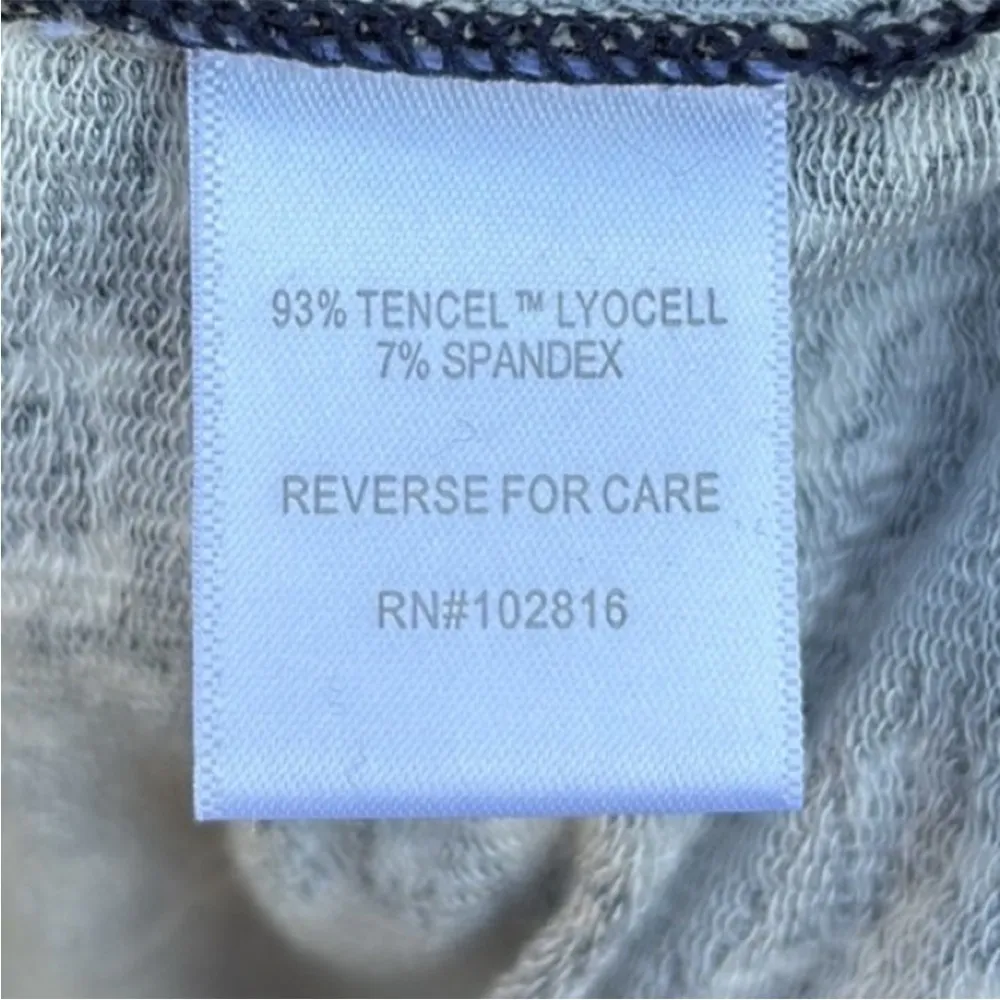 93% TENCEL™ LYOCELL
7% SPANDEX
REVERSE FOR CARE
RN#102816